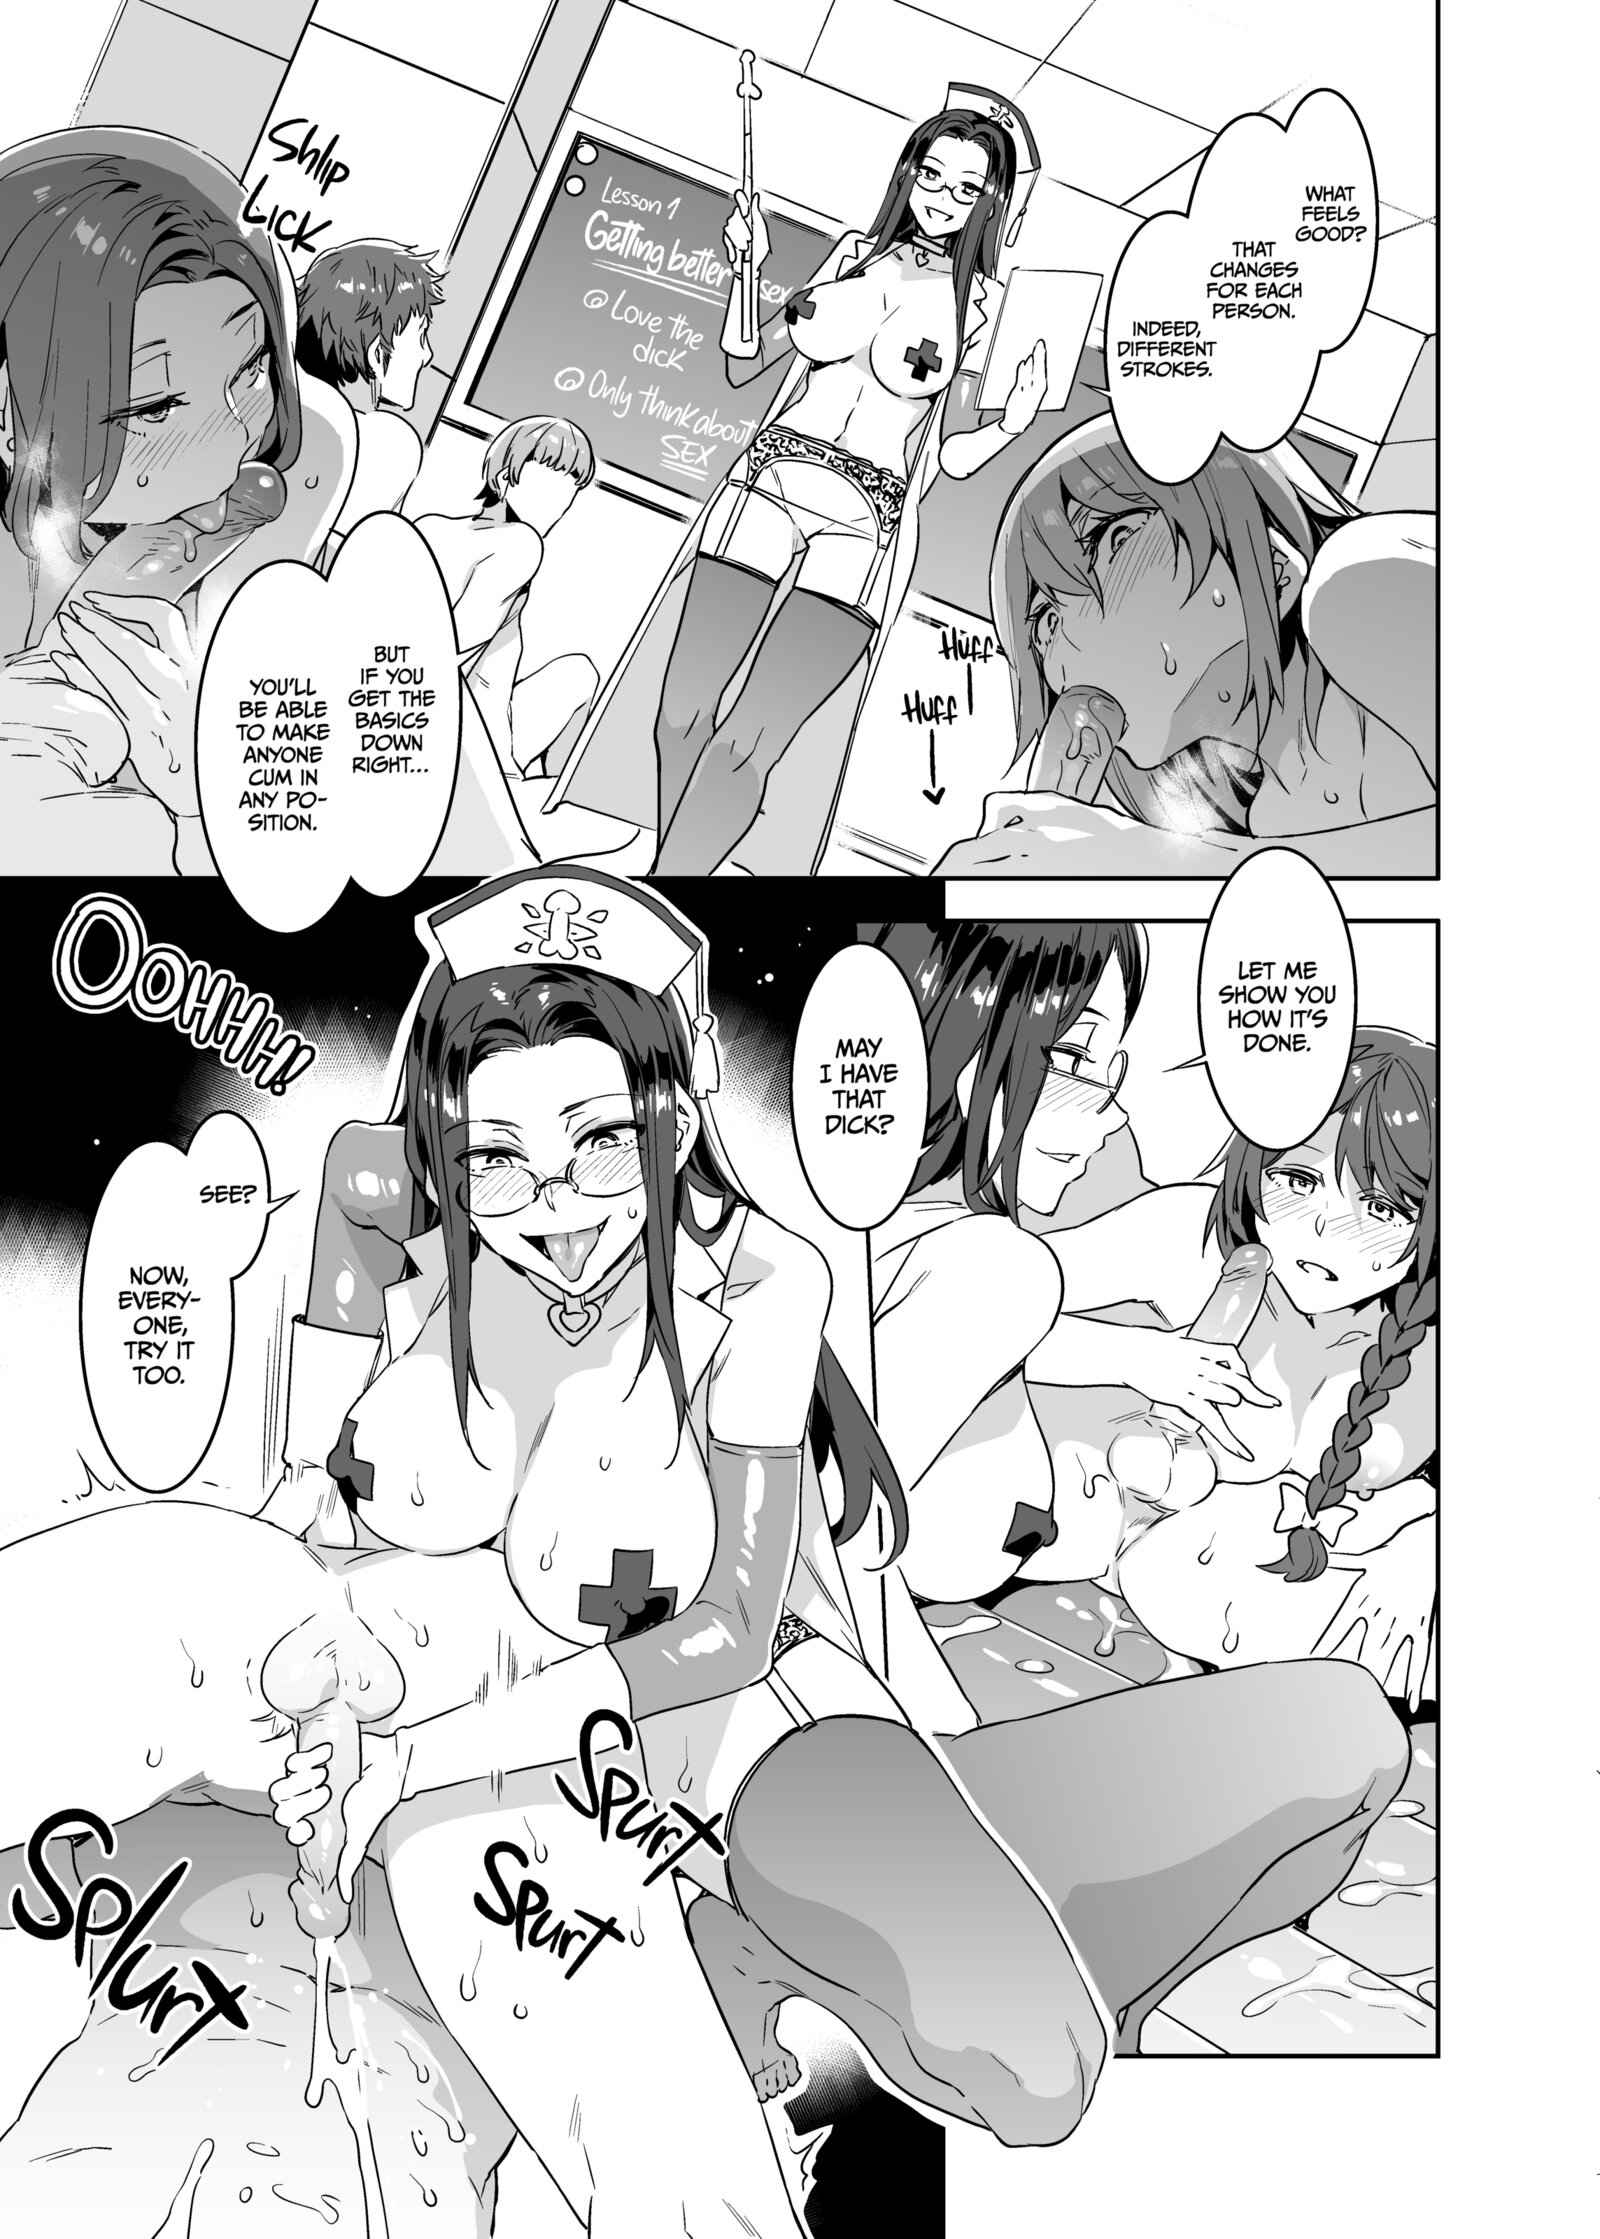 WHAT
FEELS
GOOD?
THAT
CHANGES
FOR EACH
PERSON.
INDEED,
DIFFERENT
STROKES.
Lesson 1
Getting better
sex
Love the
dick
Only think about
SEX
Shlip
Lick
Huff
Huff
BUT
IF YOU
GET THE
BASICS
DOWN
RIGHT...
YOU'LL
BE ABLE
TO MAKE
ANYONE
CUM IN
ANY PO-
SITION.
LET ME
SHOW YOU
HOW IT'S
DONE.
MAY
I HAVE
THAT
DICK?
OOHHH!!
SEE?
NOW,
EVERY-
ONE,
TRY IT
TOO.
Spurt
Spurt
Splurt